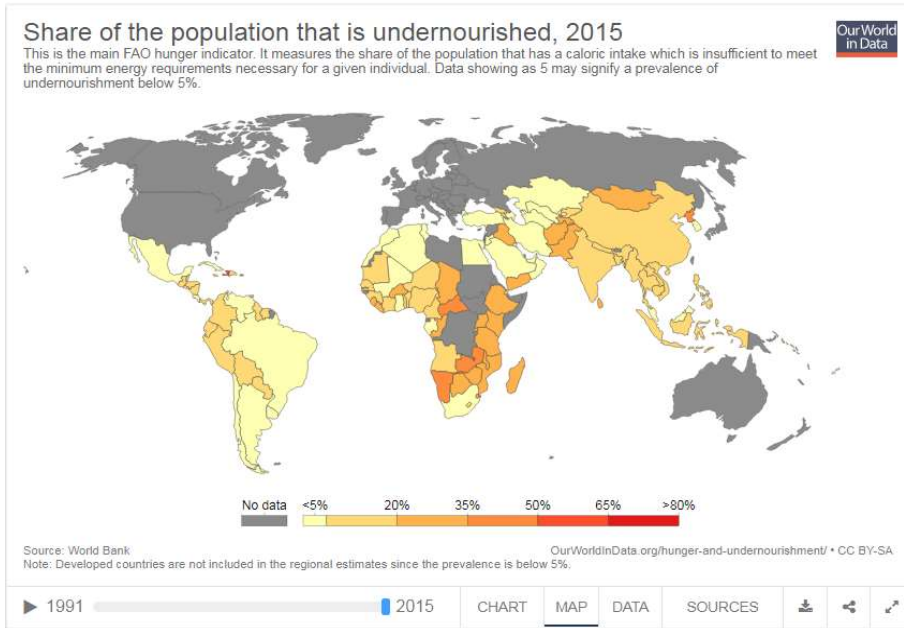 Share of the population that is undernourished, 2015
Our World
in Data
This is the main FAO hunger indicator. It measures the share of the population that has a caloric intake which is insufficient to meet
the minimum energy requirements necessary for a given individual. Data showing as 5 may signify a prevalence of
undernourishment below 5%.
No data <5% 20% 35% 50% 65% >80%
Source: World Bank
OurWorldInData.org/hunger-and-undernourishment/ • CC BY-SA
Note: Developed countries are not included in the regional estimates since the prevalence is below 5%.
1991 2015 CHART MAP DATA SOURCES